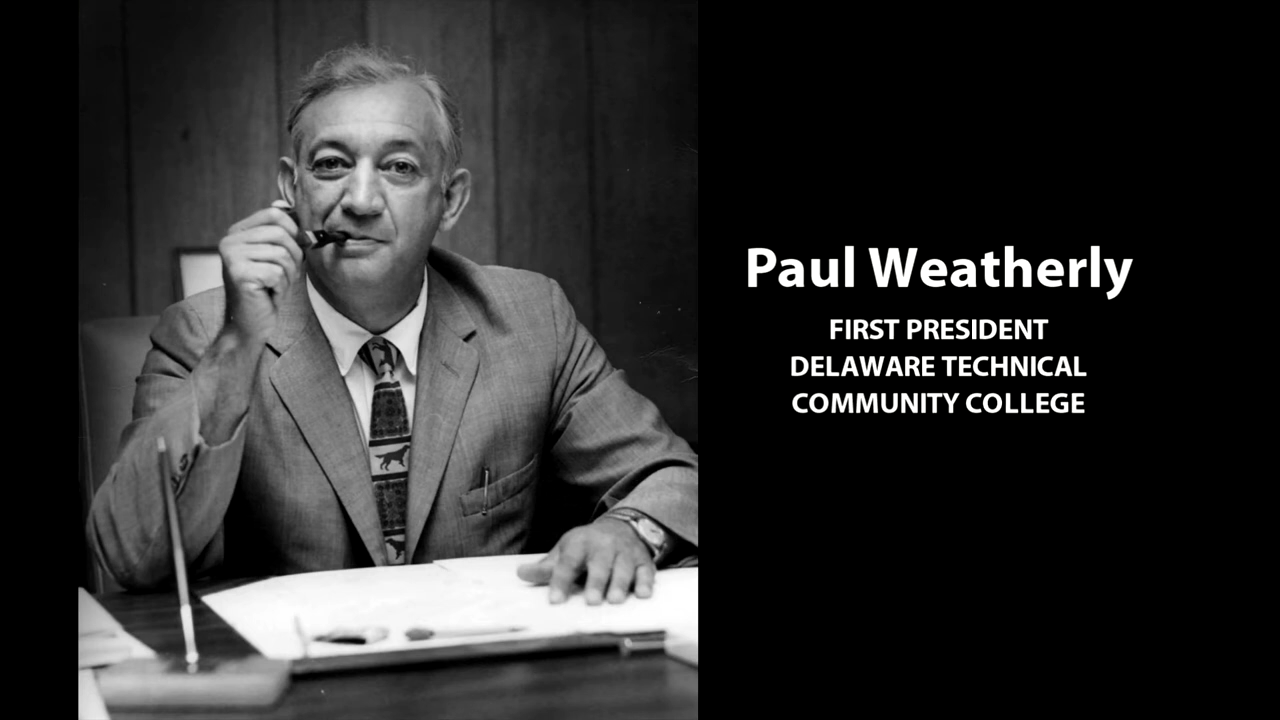 Paul Weatherly
FIRST PRESIDENT
DELAWARE TECHNICAL
COMMUNITY COLLEGE